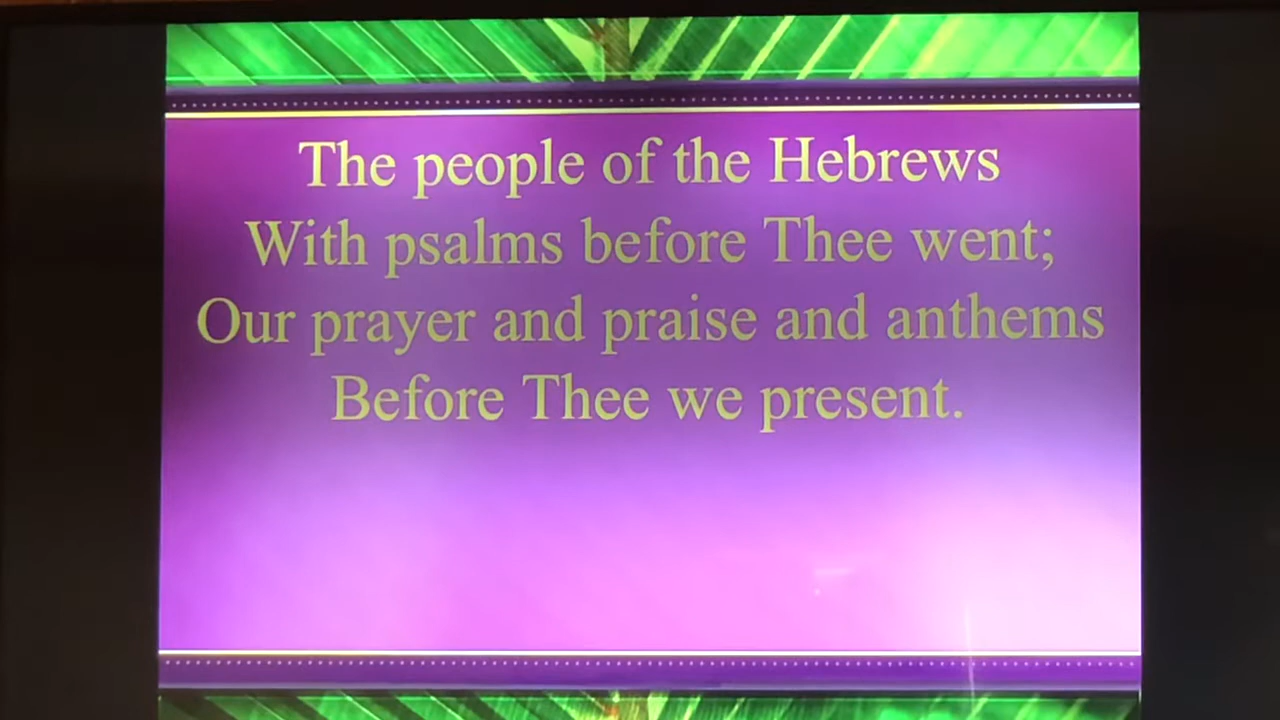 The people of the Hebrews
With psalms before Thee went;
Our prayer and praise and anthems
Before Thee we present.